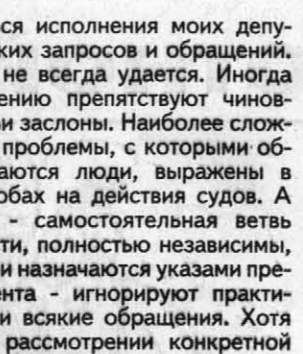 ся исполнения моих депу-
ких запросов и обращений.
не всегда удается. Иногда
ению препятствуют чинов-
и заслоны. Наиболее слож-
проблемы, с которыми об-
аются люди, выражены в
обах на действия судов. А
- самостоятельная ветвь
сти, полностью независимы,
и назначаются указами пре-
ента - игнорируют практи-
и всякие обращения. Хотя
рассмотрении конкретной